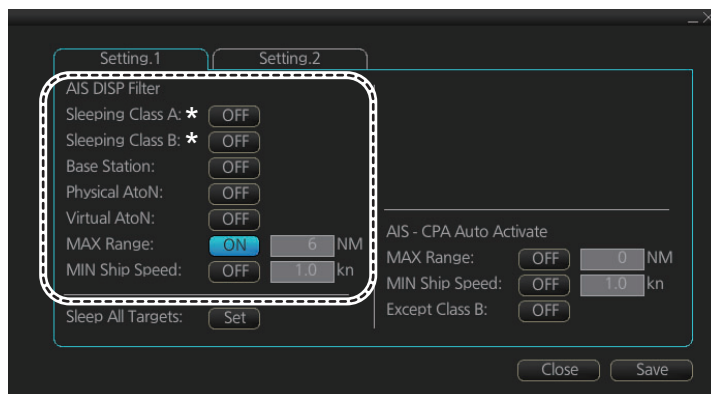 Setting.1
Setting.2
AIS DISP Filter
Sleeping Class A: * OFF
Sleeping Class B: * OFF
Base Station: OFF
Physical AtoN: OFF
Virtual AtoN: OFF
MAX Range: ON 6 NM
MIN Ship Speed: OFF 1.0 kn
Sleep All Targets: Set
AIS - CPA Auto Activate
MAX Range: OFF 0 NM
MIN Ship Speed: OFF 1.0 kn
Except Class B: OFF
Close
Save